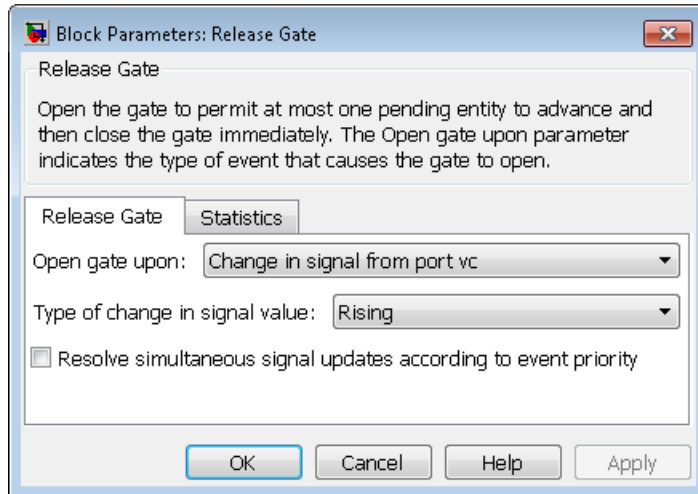 Block Parameters: Release Gate
Release Gate
Open the gate to permit at most one pending entity to advance and
then close the gate immediately. The Open gate upon parameter
indicates the type of event that causes the gate to open.
Release Gate Statistics
Open gate upon: Change in signal from port vc
Type of change in signal value: Rising
Resolve simultaneous signal updates according to event priority
OK Cancel Help Apply